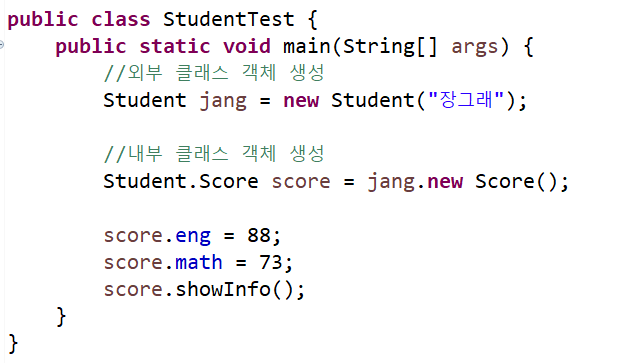 public class StudentTest {
public static void main(String[] args) {
//외부 클래스 객체 생성
Student jang = new Student("장그래");
//내부 클래스 객체 생성
Student.Score score = jang.new Score();
score.eng = 88;
score.math = 73;
score.showInfo();
}
}